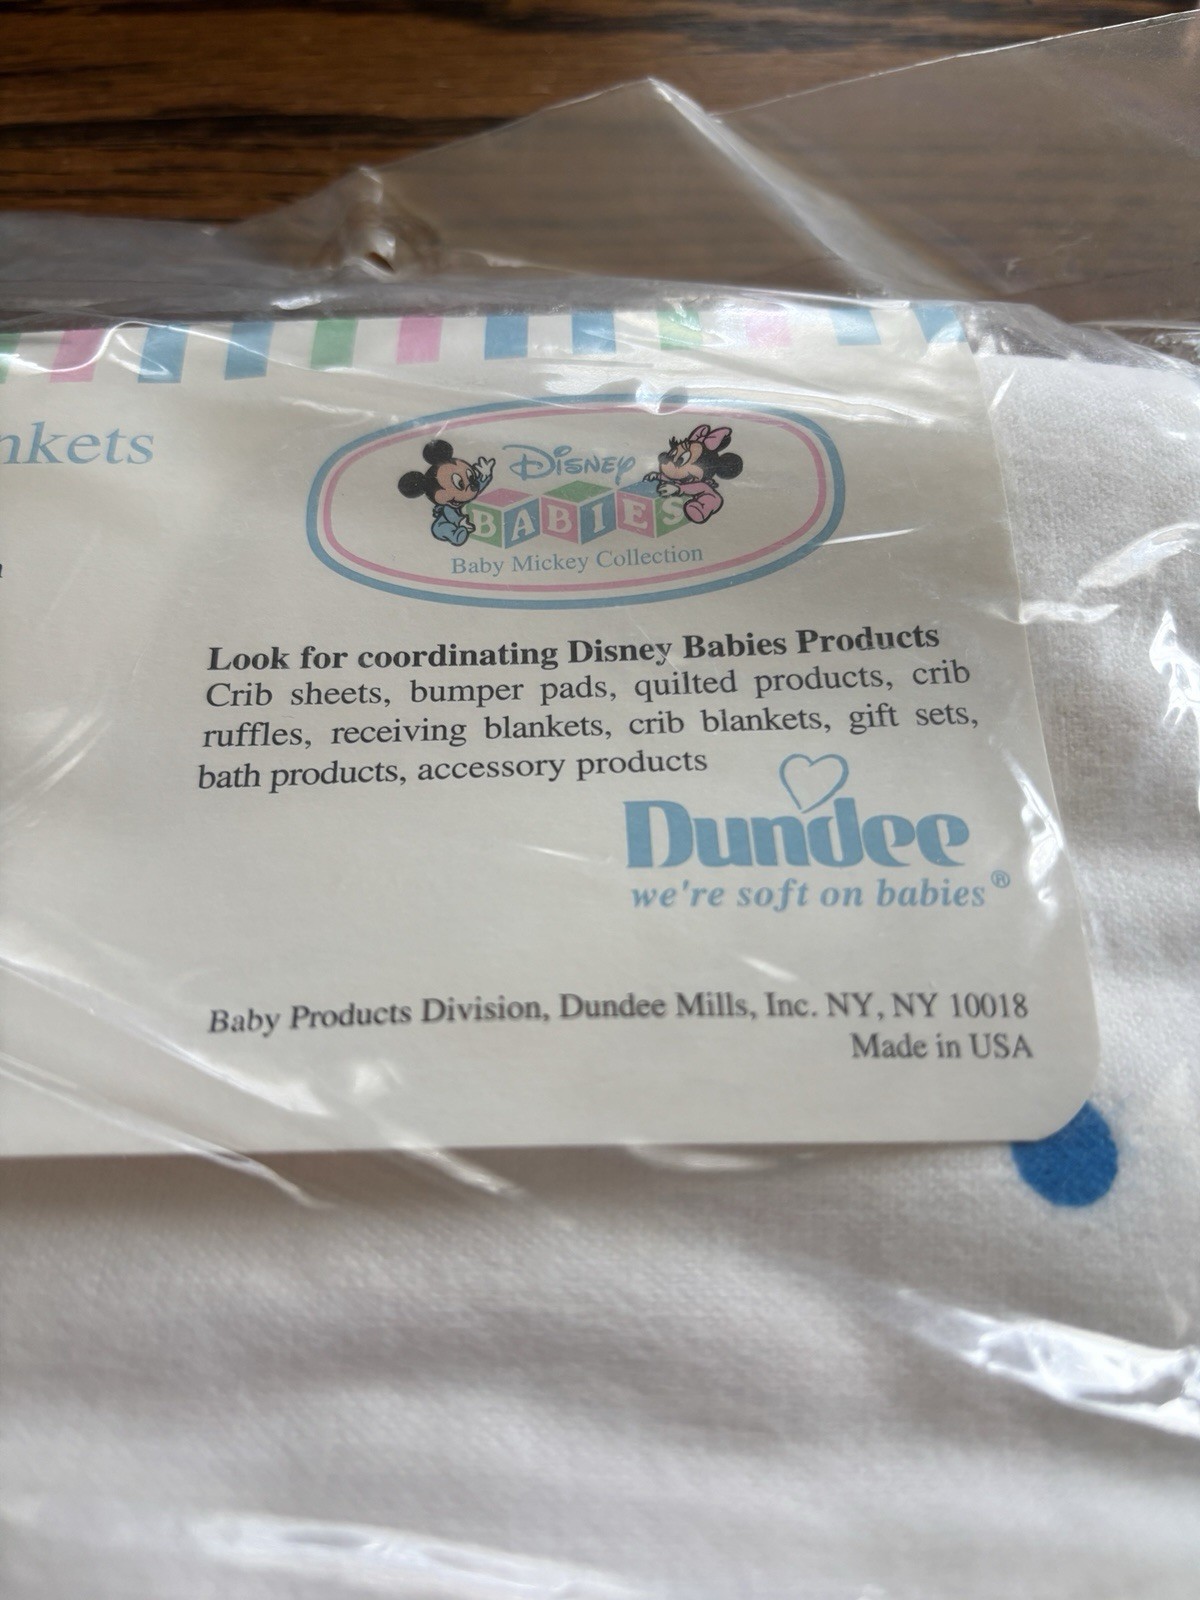 nkets
Disney
BABIES
Baby Mickey Collection
Look for coordinating Disney Babies Products
Crib sheets, bumper pads, quilted products, crib
ruffles, receiving blankets, crib blankets, gift sets,
bath products, accessory products
Dundee
we're soft on babies®
Baby Products Division, Dundee Mills, Inc. NY, NY 10018
Made in USA